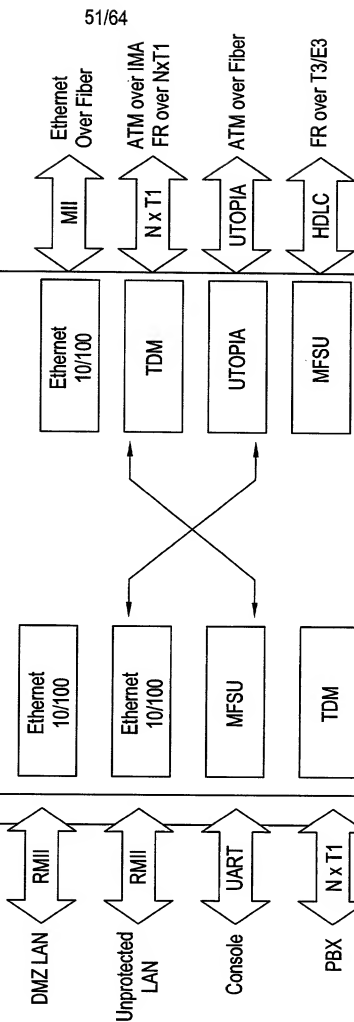 51/64
DMZ LAN
RMII
Ethernet
10/100
Ethernet
10/100
MII
Ethernet
Over Fiber
Unprotected
LAN
RMII
Ethernet
10/100
TDM
N x T1
ATM over IMA
FR over NxT1
Console
UART
MFSU
UTOPIA
UTOPIA
ATM over Fiber
PBX
N x T1
TDM
MFSU
HDLC
FR over T3/E3